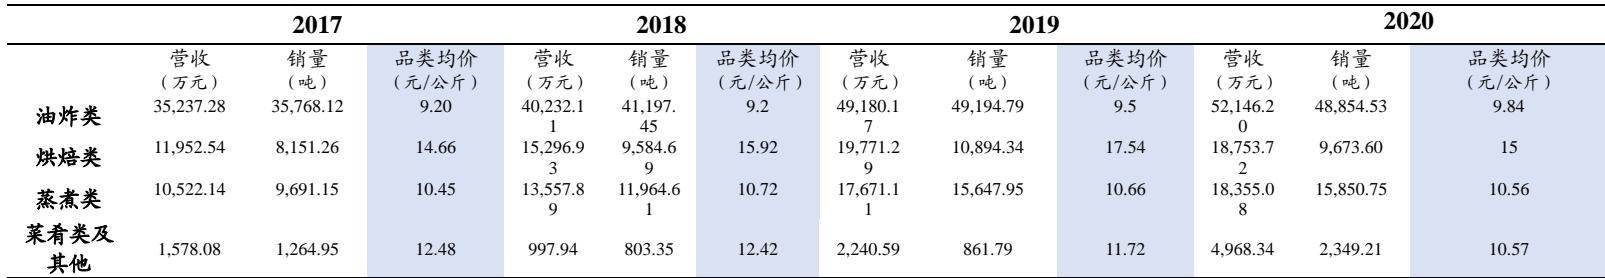 2017 2018 2019 2020
营收 销量 品类均价 营收 销量 品类均价 营收 销量 品类均价 营收 销量 品类均价
(万元) (吨) (元/公斤) (万元) (吨) (元/公斤) (万元) (吨) (元/公斤) (万元) (吨) (元/公斤)
油炸类 35,237.28 35,768.12 9.20 40,232.11 41,197.45 9.2 49,180.17 49,194.79 9.5 52,146.20 48,854.53 9.84
烘焙类 11,952.54 8,151.26 14.66 15,296.93 9,584.69 15.92 19,771.29 10,894.34 17.54 18,753.72 9,673.60 15
蒸煮类 10,522.14 9,691.15 10.45 13,557.89 11,964.61 10.72 17,671.11 15,647.95 10.66 18,355.08 15,850.75 10.56
菜肴类及
其他 1,578.08 1,264.95 12.48 997.94 803.35 12.42 2,240.59 861.79 11.72 4,968.34 2,349.21 10.57